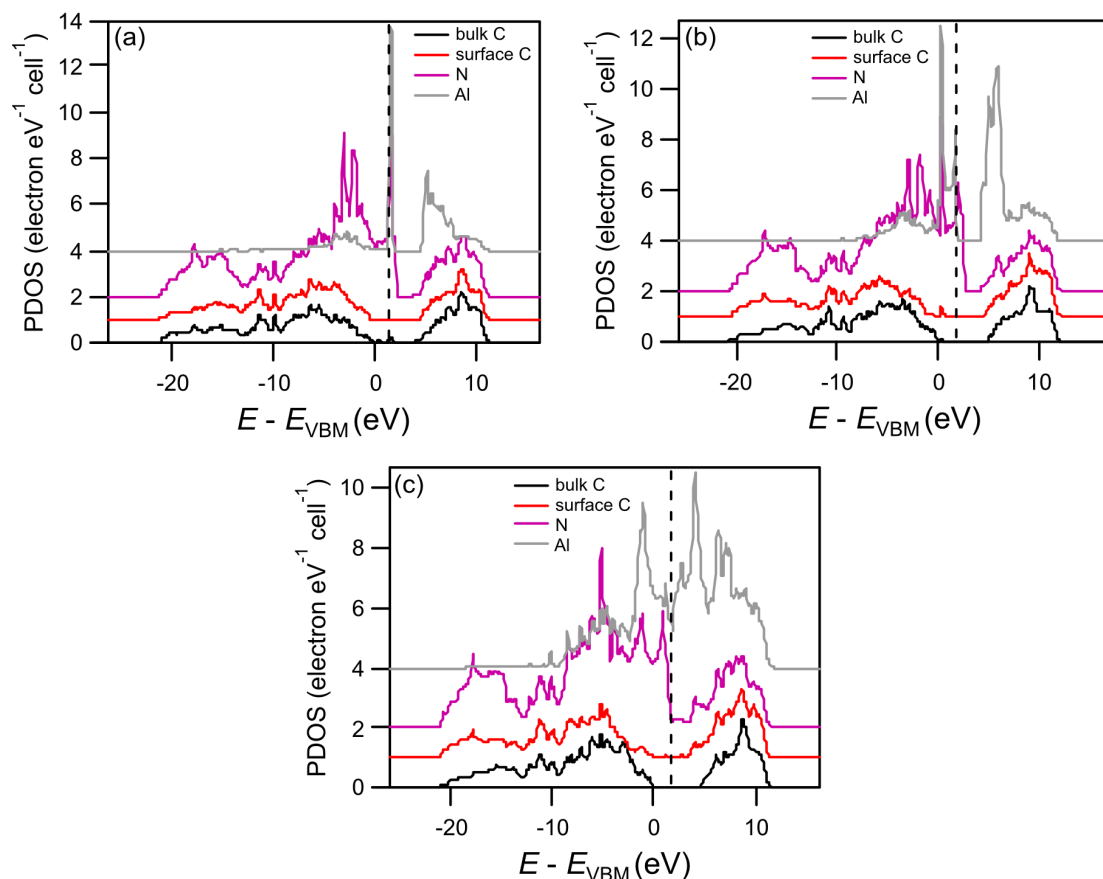 (a)
bulk C
surface C
N
Al
PDOS (electron eV⁻¹ cell⁻¹)
14
12
10
8
6
4
2
0
-20 -10 0 10
E - E_VBM (eV)
(b)
bulk C
surface C
N
Al
PDOS (electron eV⁻¹ cell⁻¹)
12
10
8
6
4
2
0
-20 -10 0 10
E - E_VBM (eV)
(c)
bulk C
surface C
N
Al
PDOS (electron eV⁻¹ cell⁻¹)
10
8
6
4
2
0
-20 -10 0 10
E - E_VBM (eV)